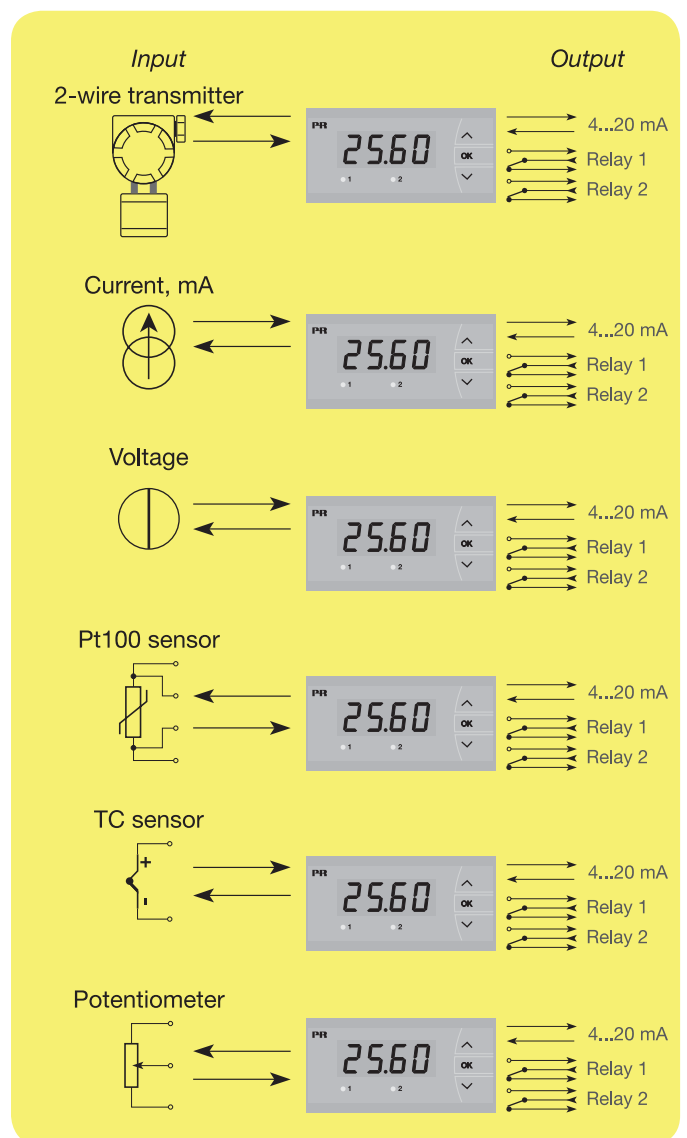 Input
Output
2-wire transmitter
PR
25.60
OK
1
2
4...20 mA
Relay 1
Relay 2
Current, mA
PR
25.60
OK
1
2
4...20 mA
Relay 1
Relay 2
Voltage
PR
25.60
OK
1
2
4...20 mA
Relay 1
Relay 2
Pt100 sensor
PR
25.60
OK
1
2
4...20 mA
Relay 1
Relay 2
TC sensor
+
-
PR
25.60
OK
1
2
4...20 mA
Relay 1
Relay 2
Potentiometer
PR
25.60
OK
1
2
4...20 mA
Relay 1
Relay 2